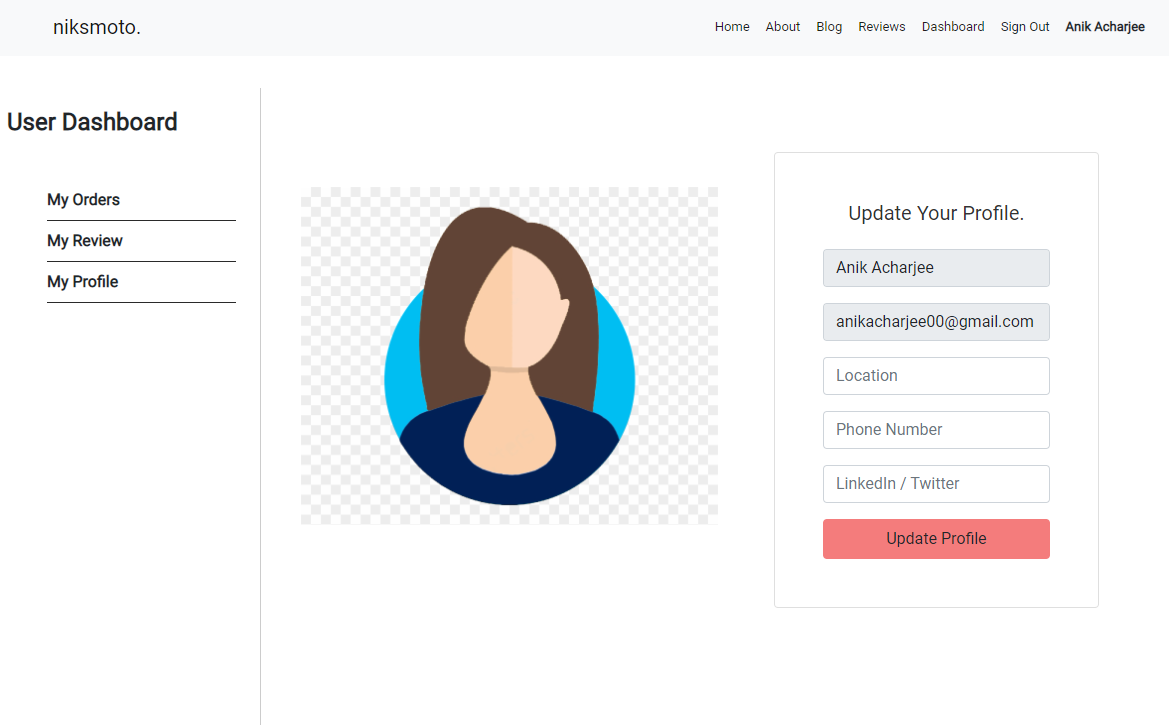 niksmoto.
Home About Blog Reviews Dashboard Sign Out Anik Acharjee
User Dashboard
My Orders
My Review
My Profile
Update Your Profile.
Anik Acharjee
anikacharjee00@gmail.com
Location
Phone Number
LinkedIn / Twitter
Update Profile